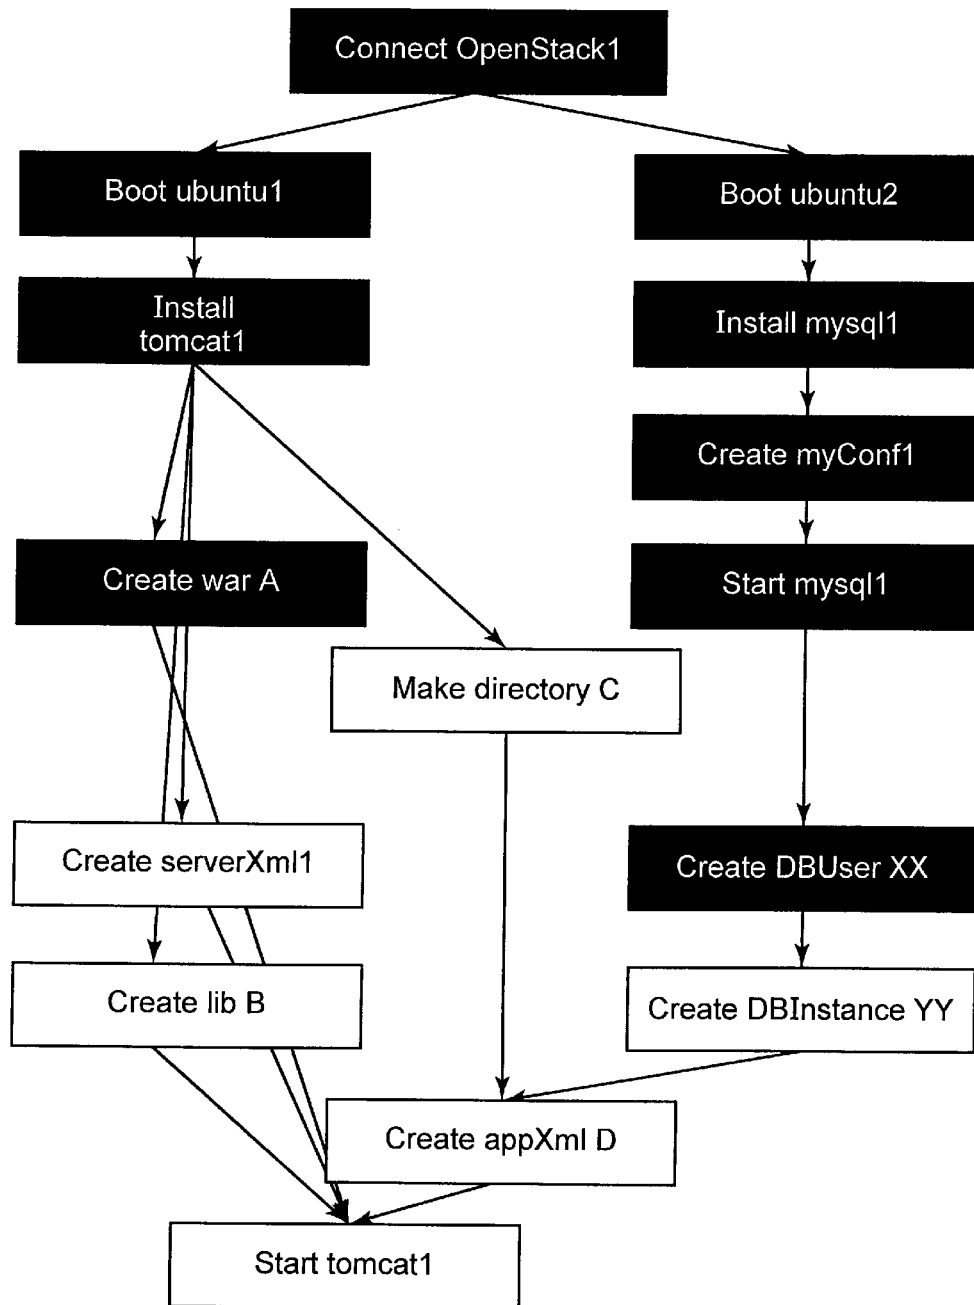 Connect OpenStack1
Boot ubuntu1
Boot ubuntu2
Install
tomcat1
Install mysql1
Create myConf1
Create war A
Start mysql1
Make directory C
Create serverXml1
Create DBUser XX
Create lib B
Create DBInstance YY
Create appXml D
Start tomcat1